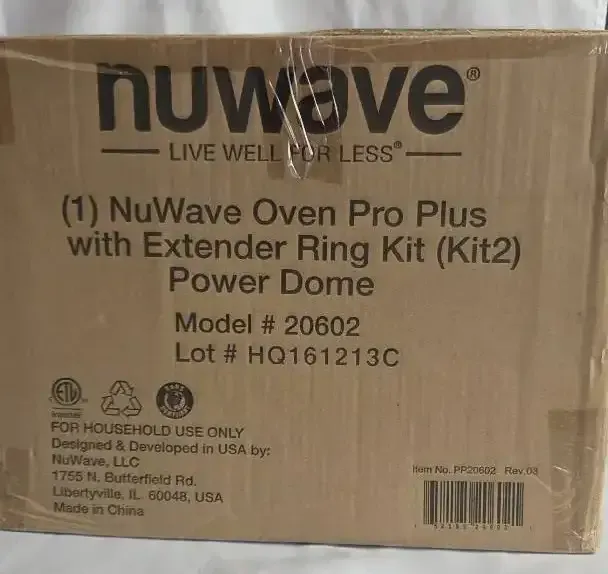 nuwave®
LIVE WELL FOR LESS®
(1) NuWave Oven Pro Plus
with Extender Ring Kit (Kit2)
Power Dome
Model # 20602
Lot # HQ161213C
ETL
Intertek
FOR HOUSEHOLD USE ONLY
Designed & Developed in USA by:
NuWave, LLC
1755 N. Butterfield Rd.
Libertyville, IL 60048, USA
Made in China
Item No. PP20602 Rev.03